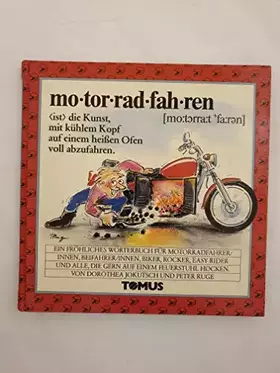 mo·tor·rad·fah·ren
⟨ist⟩ die Kunst,
[mo:tɔrra:t 'fa:rən]
mit kühlem Kopf
auf einem heißen Ofen
voll abzufahren.
EIN FRÖHLICHES WÖRTERBUCH FÜR MOTORRADFAHRER/
INNEN, BEIFAHRER/INNEN, BIKER, ROCKER, EASY RIDER
UND ALLE, DIE GERN AUF EINEM FEUERSTUHL HOCKEN.
VON DOROTHEA JOKUTSCH UND PETER RUGE
TOMUS